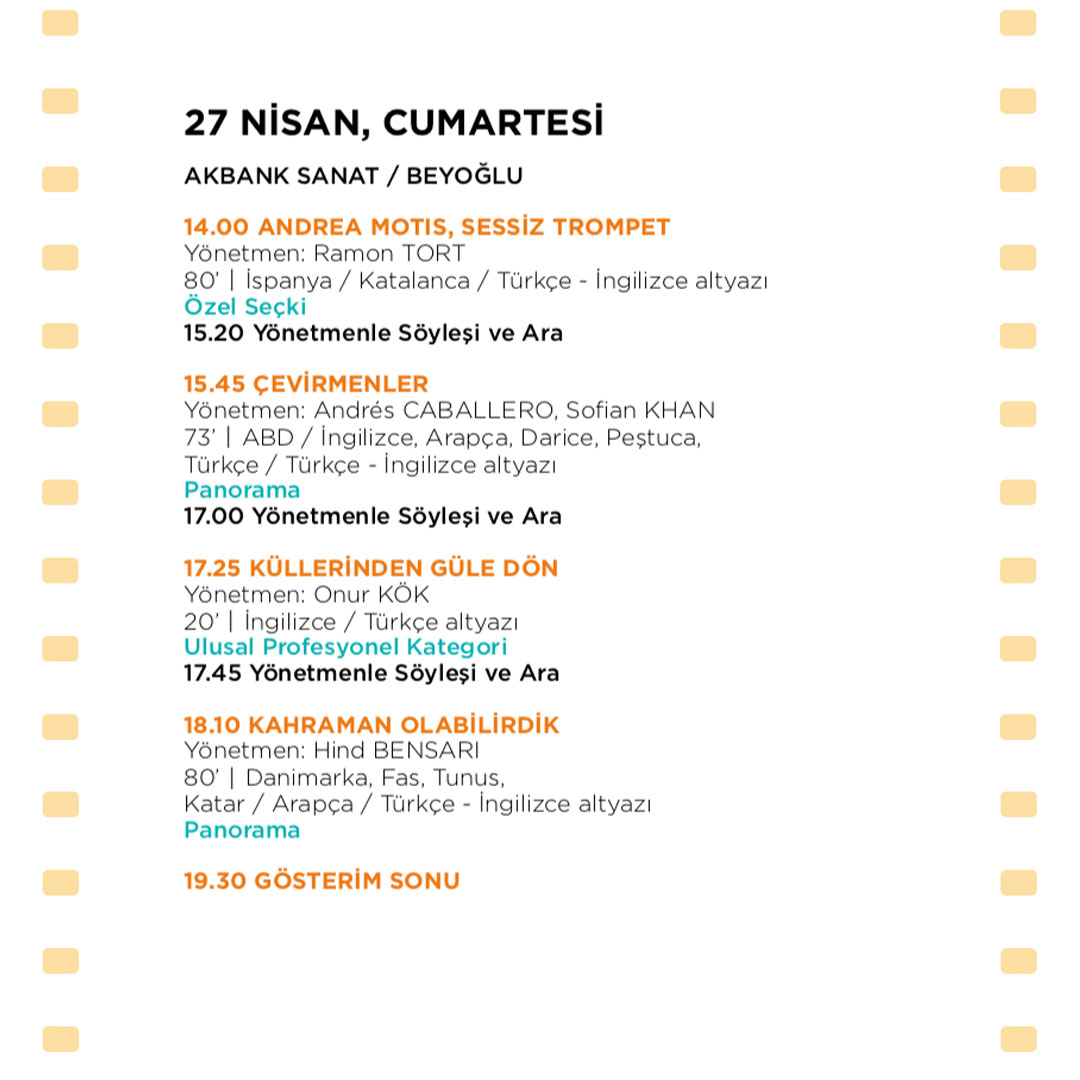 27 NİSAN, CUMARTESİ
AKBANK SANAT / BEYOĞLU
14.00 ANDREA MOTIS, SESSİZ TROMPET
Yönetmen: Ramon TORT
80’ | İspanya / Katalanca / Türkçe - İngilizce altyazı
Özel Seçki
15.20 Yönetmenle Söyleşi ve Ara
15.45 ÇEVİRMENLER
Yönetmen: Andrés CABALLERO, Sofian KHAN
73’ | ABD / İngilizce, Arapça, Darice, Peştuca,
Türkçe / Türkçe - İngilizce altyazı
Panorama
17.00 Yönetmenle Söyleşi ve Ara
17.25 KÜLLERİNDEN GÜLE DÖN
Yönetmen: Onur KÖK
20’ | İngilizce / Türkçe altyazı
Ulusal Profesyonel Kategori
17.45 Yönetmenle Söyleşi ve Ara
18.10 KAHRAMAN OLABİLİRDİK
Yönetmen: Hind BENSARI
80’ | Danimarka, Fas, Tunus,
Katar / Arapça / Türkçe - İngilizce altyazı
Panorama
19.30 GÖSTERİM SONU